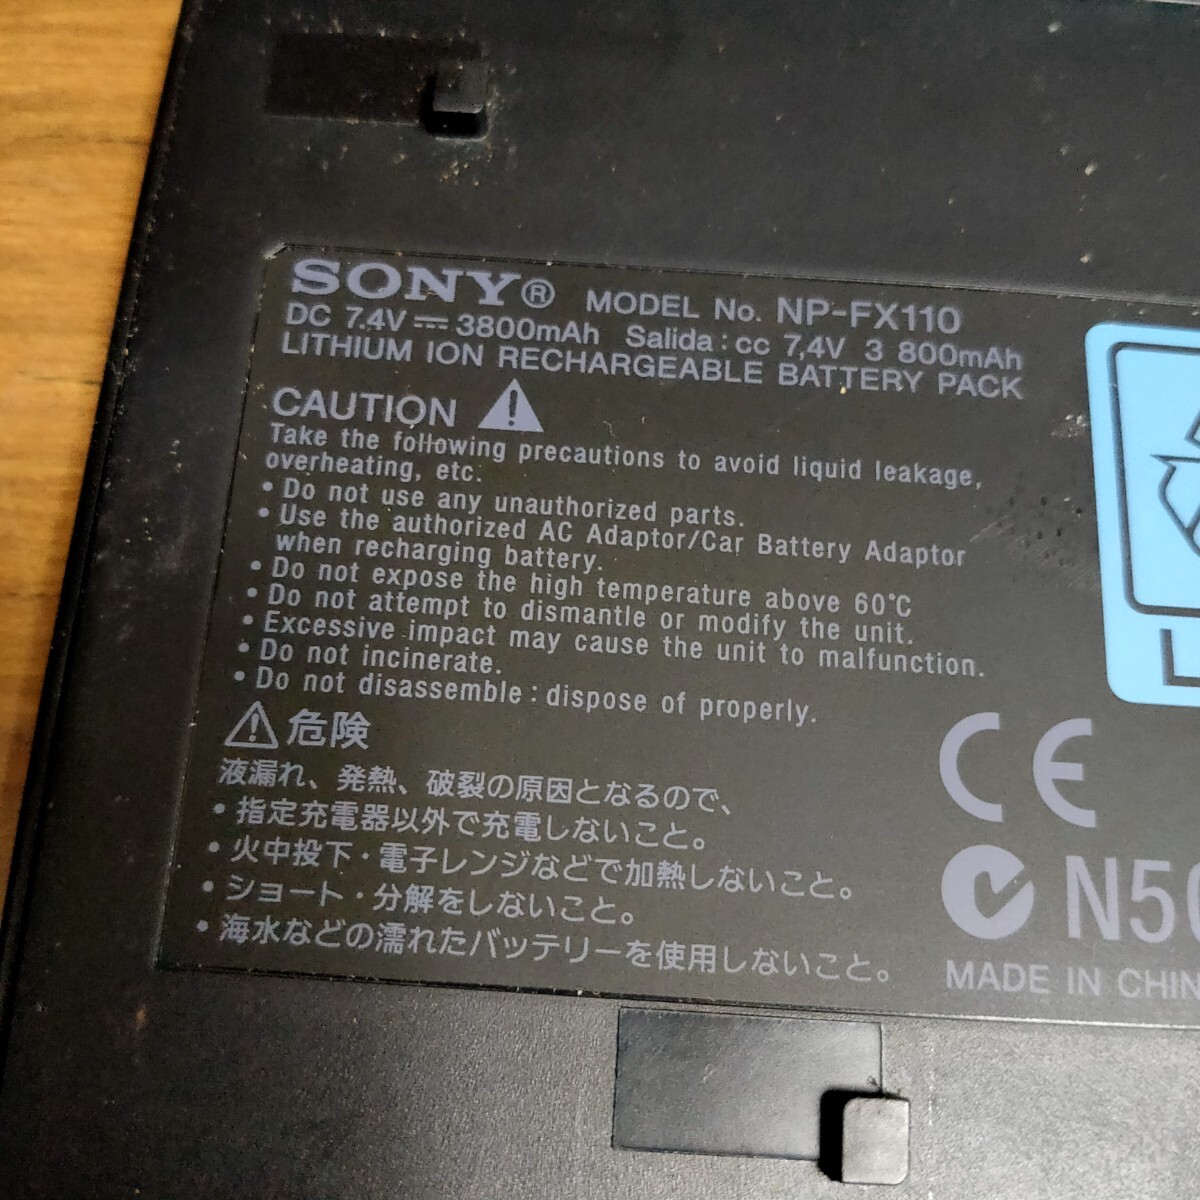 SONY® MODEL No. NP-FX110
DC 7.4V ⎓ 3800mAh Salida : cc 7,4V 3 800mAh
LITHIUM ION RECHARGEABLE BATTERY PACK
CAUTION
Take the following precautions to avoid liquid leakage,
overheating, etc.
• Do not use any unauthorized parts.
• Use the authorized AC Adaptor/Car Battery Adaptor
when recharging battery.
• Do not expose the high temperature above 60°C
• Do not attempt to dismantle or modify the unit.
• Excessive impact may cause the unit to malfunction.
• Do not incinerate.
• Do not disassemble : dispose of properly.
危険
液漏れ、発熱、破裂の原因となるので、
• 指定充電器以外で充電しないこと。
• 火中投下・電子レンジなどで加熱しないこと。
• ショート・分解をしないこと。
• 海水などの濡れたバッテリーを使用しないこと。
CE
MADE IN